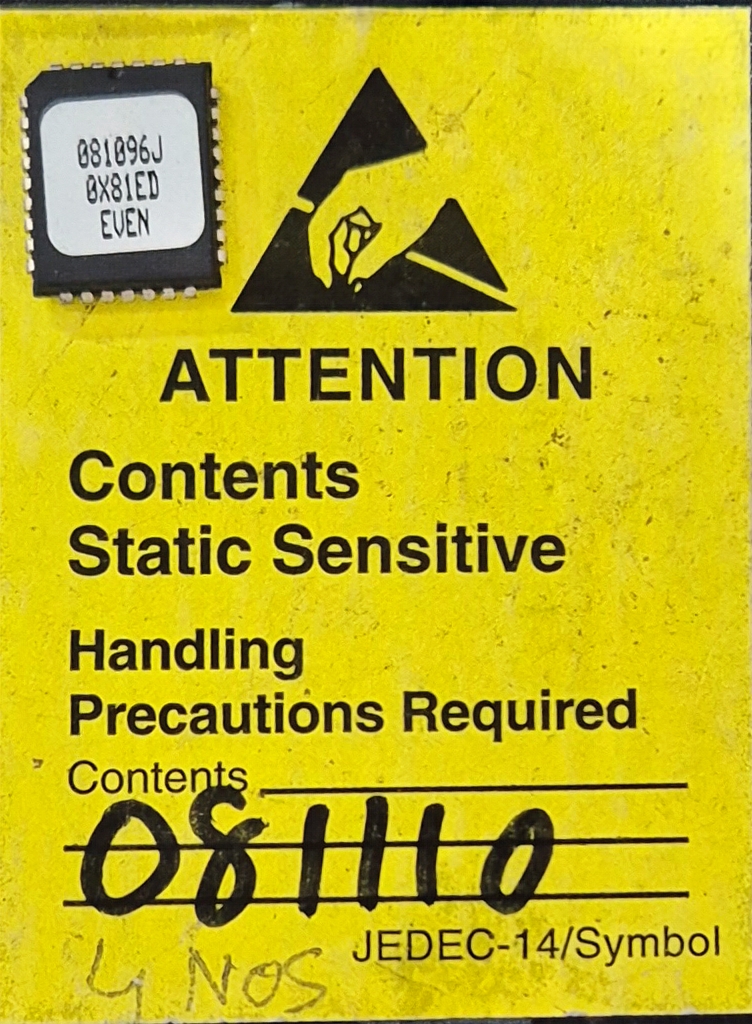 081096J
0X81ED
EVEN
ATTENTION
Contents
Static Sensitive
Handling
Precautions Required
Contents
081110
JEDEC-14/Symbol
4 NOS